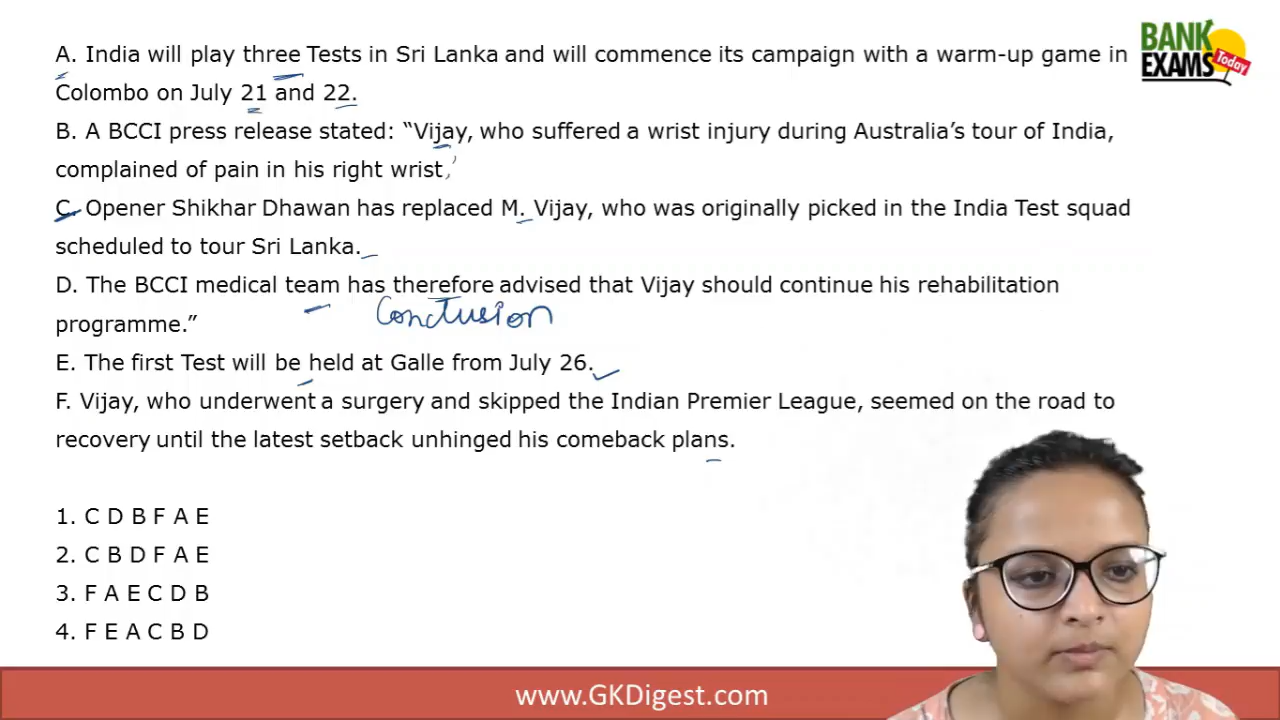 A. India will play three Tests in Sri Lanka and will commence its campaign with a warm-up game in
Colombo on July 21 and 22.
B. A BCCI press release stated: “Vijay, who suffered a wrist injury during Australia’s tour of India,
complained of pain in his right wrist,
C. Opener Shikhar Dhawan has replaced M. Vijay, who was originally picked in the India Test squad
scheduled to tour Sri Lanka.
D. The BCCI medical team has therefore advised that Vijay should continue his rehabilitation
programme.”
Conclusion
E. The first Test will be held at Galle from July 26.
F. Vijay, who underwent a surgery and skipped the Indian Premier League, seemed on the road to
recovery until the latest setback unhinged his comeback plans.
1. C D B F A E
2. C B D F A E
3. F A E C D B
4. F E A C B D
BANK
EXAMS
Today
www.GKDigest.com